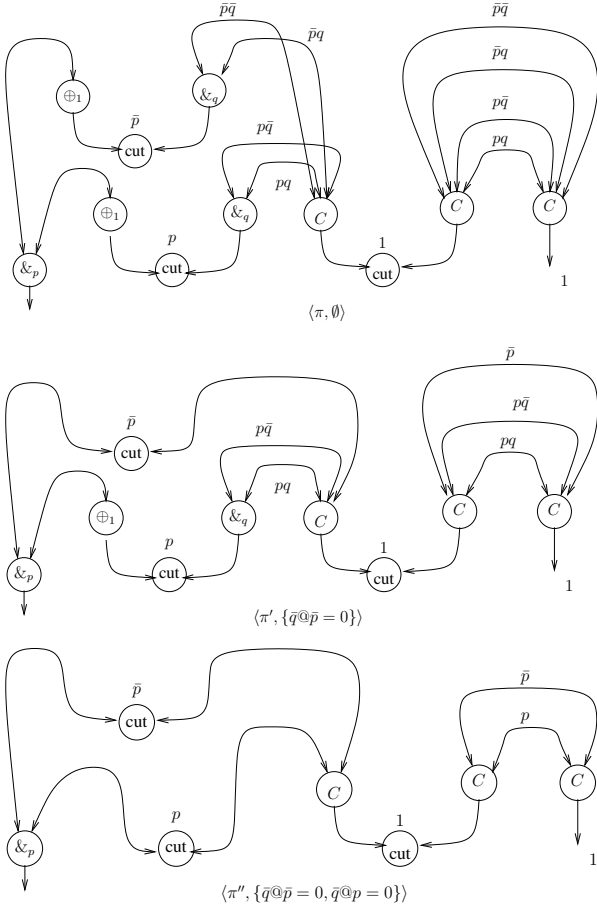 p̄q̄ p̄q p̄q̄
⊕₁ &q p̄q
p̄
cut
pq̄ pq̄
pq
pq
⊕₁ p &q C 1 C C
&p cut cut
1
⟨π, ∅⟩
p̄
p̄ pq̄ pq̄
cut
pq
pq
⊕₁ p &q C 1 C C
&p cut cut
1
⟨π′, {q̄@p̄ = 0}⟩
p̄ p̄
cut
p
C C C
p 1
&p cut cut
1
⟨π″, {q̄@p̄ = 0, q̄@p = 0}⟩